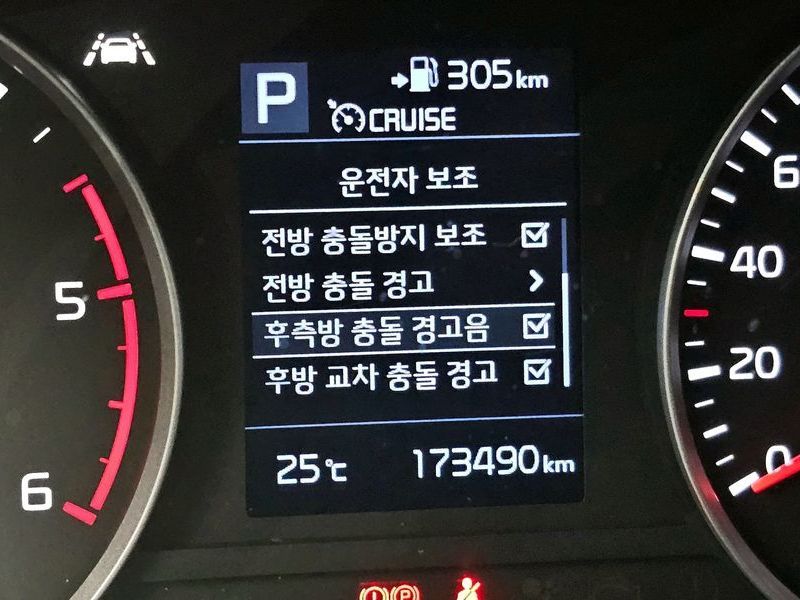 P
305km
CRUISE
운전자 보조
전방 충돌방지 보조
전방 충돌 경고
후측방 충돌 경고음
후방 교차 충돌 경고
25℃
173490km
5
6
6
40
20
0
P